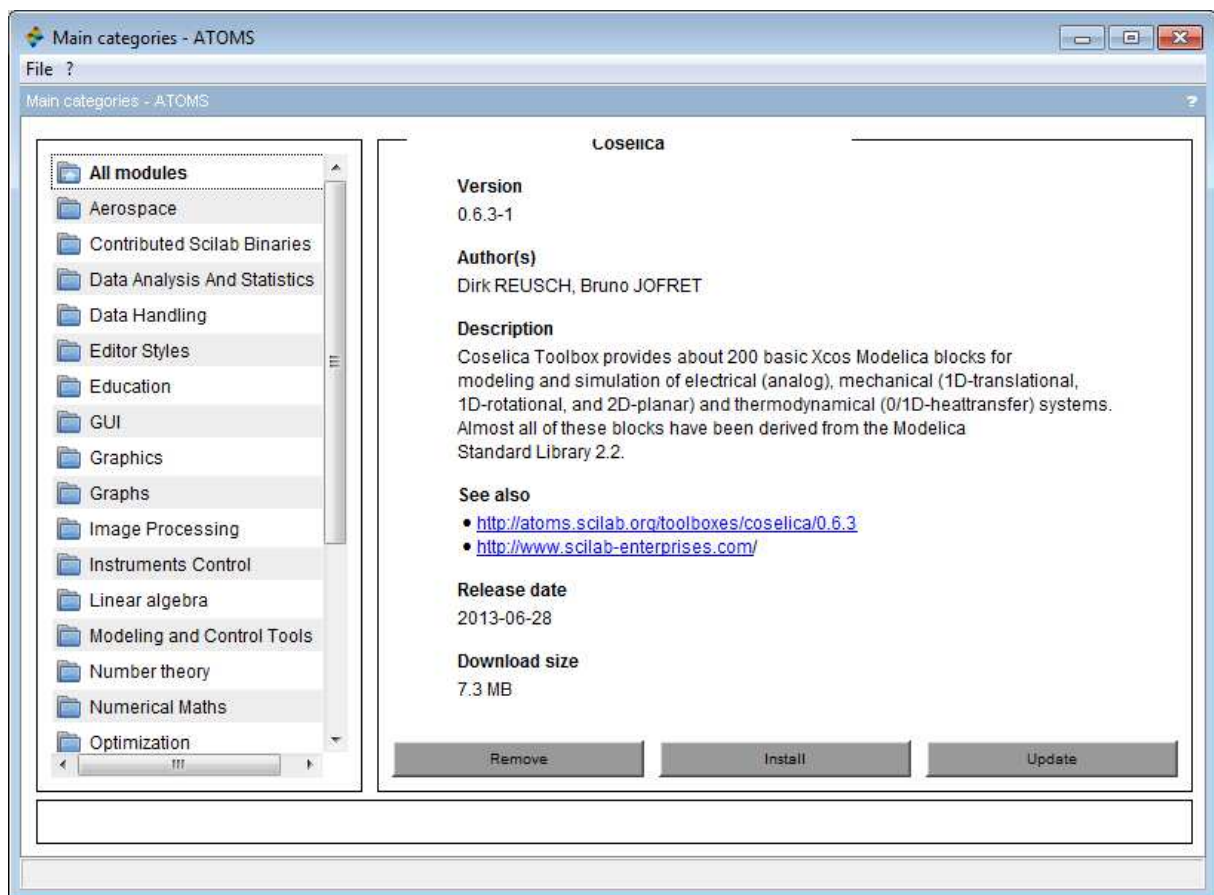 Main categories - ATOMS
File ?
Main categories - ATOMS ?
All modules
Aerospace
Contributed Scilab Binaries
Data Analysis And Statistics
Data Handling
Editor Styles
Education
GUI
Graphics
Graphs
Image Processing
Instruments Control
Linear algebra
Modeling and Control Tools
Number theory
Numerical Maths
Optimization
Coselica
Version
0.6.3-1
Author(s)
Dirk REUSCH, Bruno JOFRET
Description
Coselica Toolbox provides about 200 basic Xcos Modelica blocks for
modeling and simulation of electrical (analog), mechanical (1D-translational,
1D-rotational, and 2D-planar) and thermodynamical (0/1D-heattransfer) systems.
Almost all of these blocks have been derived from the Modelica
Standard Library 2.2.
See also
• http://atoms.scilab.org/toolboxes/coselica/0.6.3
• http://www.scilab-enterprises.com/
Release date
2013-06-28
Download size
7.3 MB
Remove
Install
Update